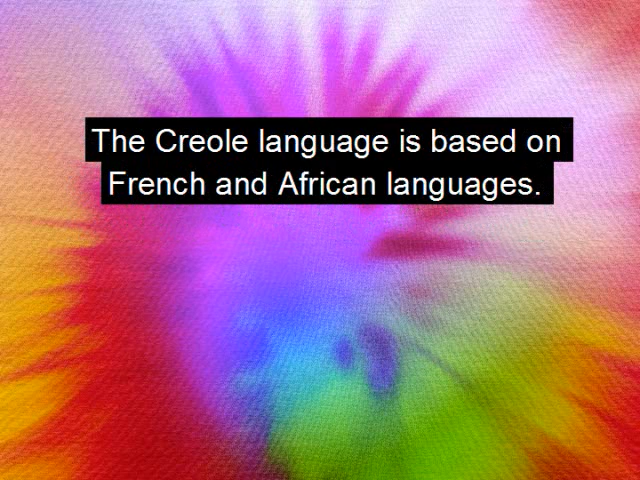 The Creole language is based on
French and African languages.